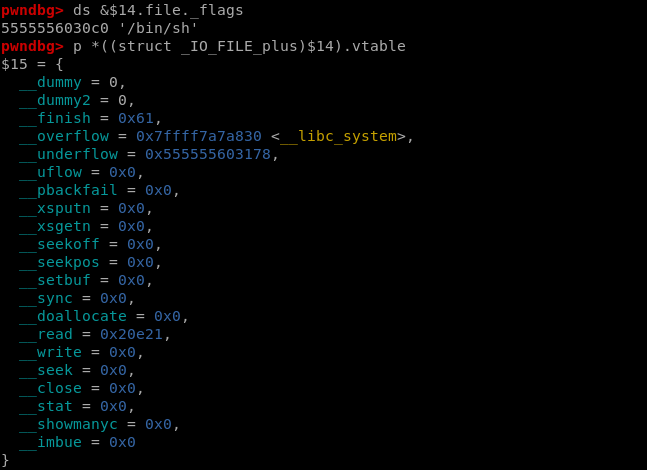 pwndbg> ds &$14.file._flags
5555556030c0 '/bin/sh'
pwndbg> p *((struct _IO_FILE_plus)$14).vtable
$15 = {
  __dummy = 0,
  __dummy2 = 0,
  __finish = 0x61,
  __overflow = 0x7ffff7a7a830 <__libc_system>,
  __underflow = 0x555555603178,
  __uflow = 0x0,
  __pbackfail = 0x0,
  __xsputn = 0x0,
  __xsgetn = 0x0,
  __seekoff = 0x0,
  __seekpos = 0x0,
  __setbuf = 0x0,
  __sync = 0x0,
  __doallocate = 0x0,
  __read = 0x20e21,
  __write = 0x0,
  __seek = 0x0,
  __close = 0x0,
  __stat = 0x0,
  __showmanyc = 0x0,
  __imbue = 0x0
}